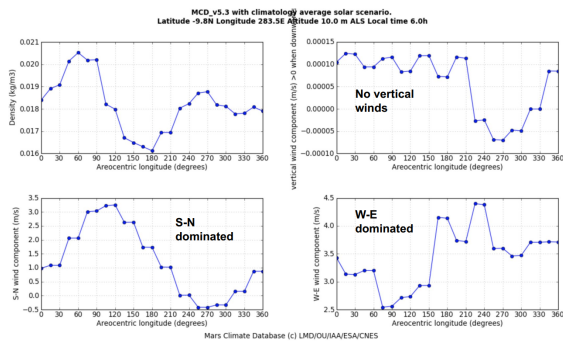 MCD_v5.3 with climatology average solar scenario.
Latitude -9.8N Longitude 283.5E Altitude 10.0 m ALS Local time 6.0h
Density (kg/m3)
0.021
0.020
0.019
0.018
0.017
0.016
0 30 60 90 120 150 180 210 240 270 300 330 360
Areocentric longitude (degrees)
vertical wind component (m/s) >0 when downwards
0.00015
0.00010
0.00005
0.00000
−0.00005
−0.00010
No vertical
winds
0 30 60 90 120 150 180 210 240 270 300 330 360
Areocentric longitude (degrees)
S-N wind component (m/s)
3.5
3.0
2.5
2.0
1.5
1.0
0.5
0.0
−0.5
S-N
dominated
0 30 60 90 120 150 180 210 240 270 300 330 360
Areocentric longitude (degrees)
W-E wind component (m/s)
4.5
4.0
3.5
3.0
2.5
W-E
dominated
0 30 60 90 120 150 180 210 240 270 300 330 360
Areocentric longitude (degrees)
Mars Climate Database (c) LMD/OU/IAA/ESA/CNES